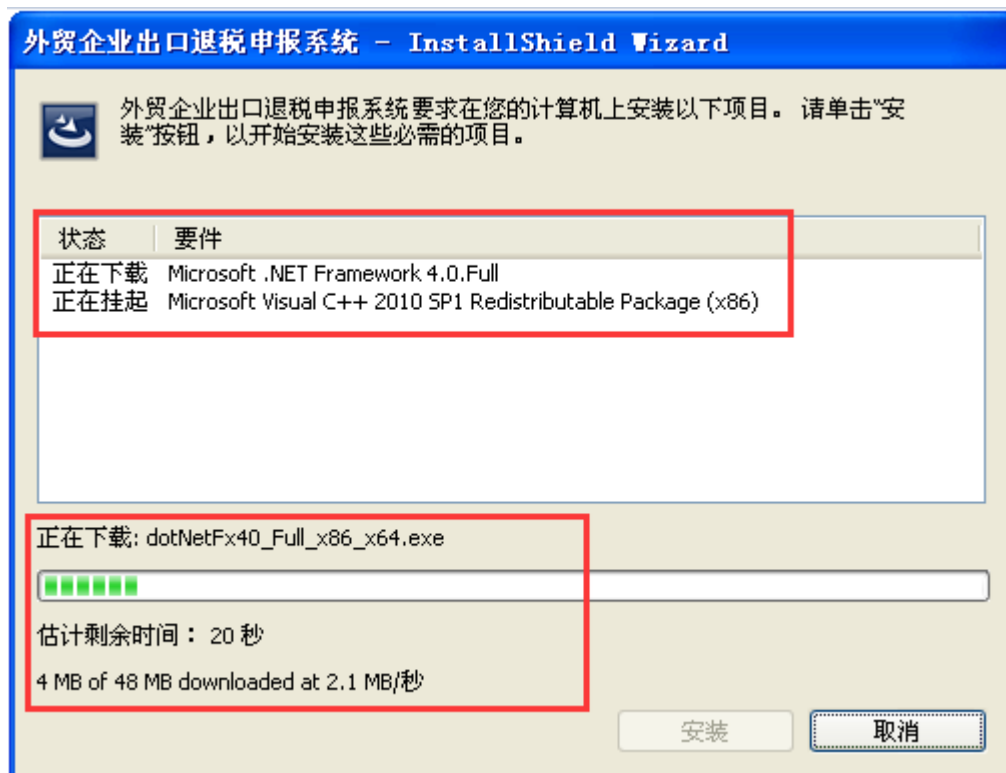 外贸企业出口退税申报系统 - InstallShield Wizard
外贸企业出口退税申报系统要求在您的计算机上安装以下项目。 请单击“安
装”按钮，以开始安装这些必需的项目。
状态 要件
正在下载 Microsoft .NET Framework 4.0.Full
正在挂起 Microsoft Visual C++ 2010 SP1 Redistributable Package (x86)
正在下载: dotNetFx40_Full_x86_x64.exe
估计剩余时间： 20 秒
4 MB of 48 MB downloaded at 2.1 MB/秒
安装 取消